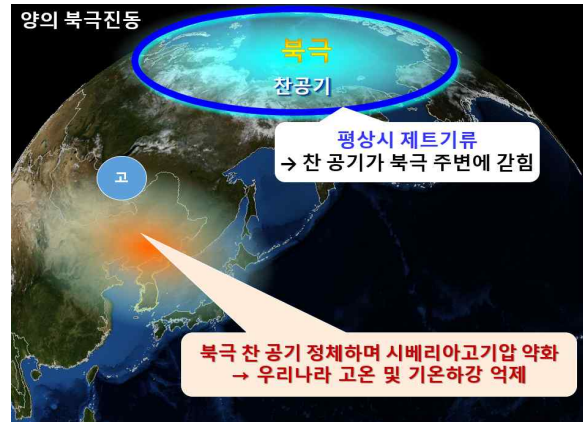 양의 북극진동
북극
찬공기
평상시 제트기류
→ 찬 공기가 북극 주변에 갇힘
고
북극 찬 공기 정체하며 시베리아고기압 약화
→ 우리나라 고온 및 기온하강 억제